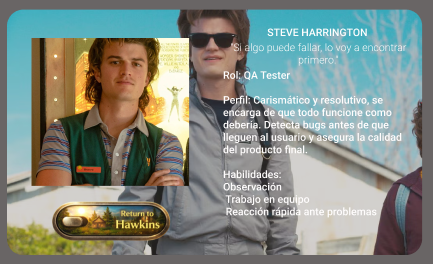 STEVE HARRINGTON
"Si algo puede fallar, lo voy a encontrar
primero."
Rol: QA Tester
Perfil: Carismático y resolutivo, se
encarga de que todo funcione como
debería. Detecta bugs antes de que
lleguen al usuario y asegura la calidad
del producto final.
Habilidades:
Observación
Trabajo en equipo
Reacción rápida ante problemas
Return to
Hawkins